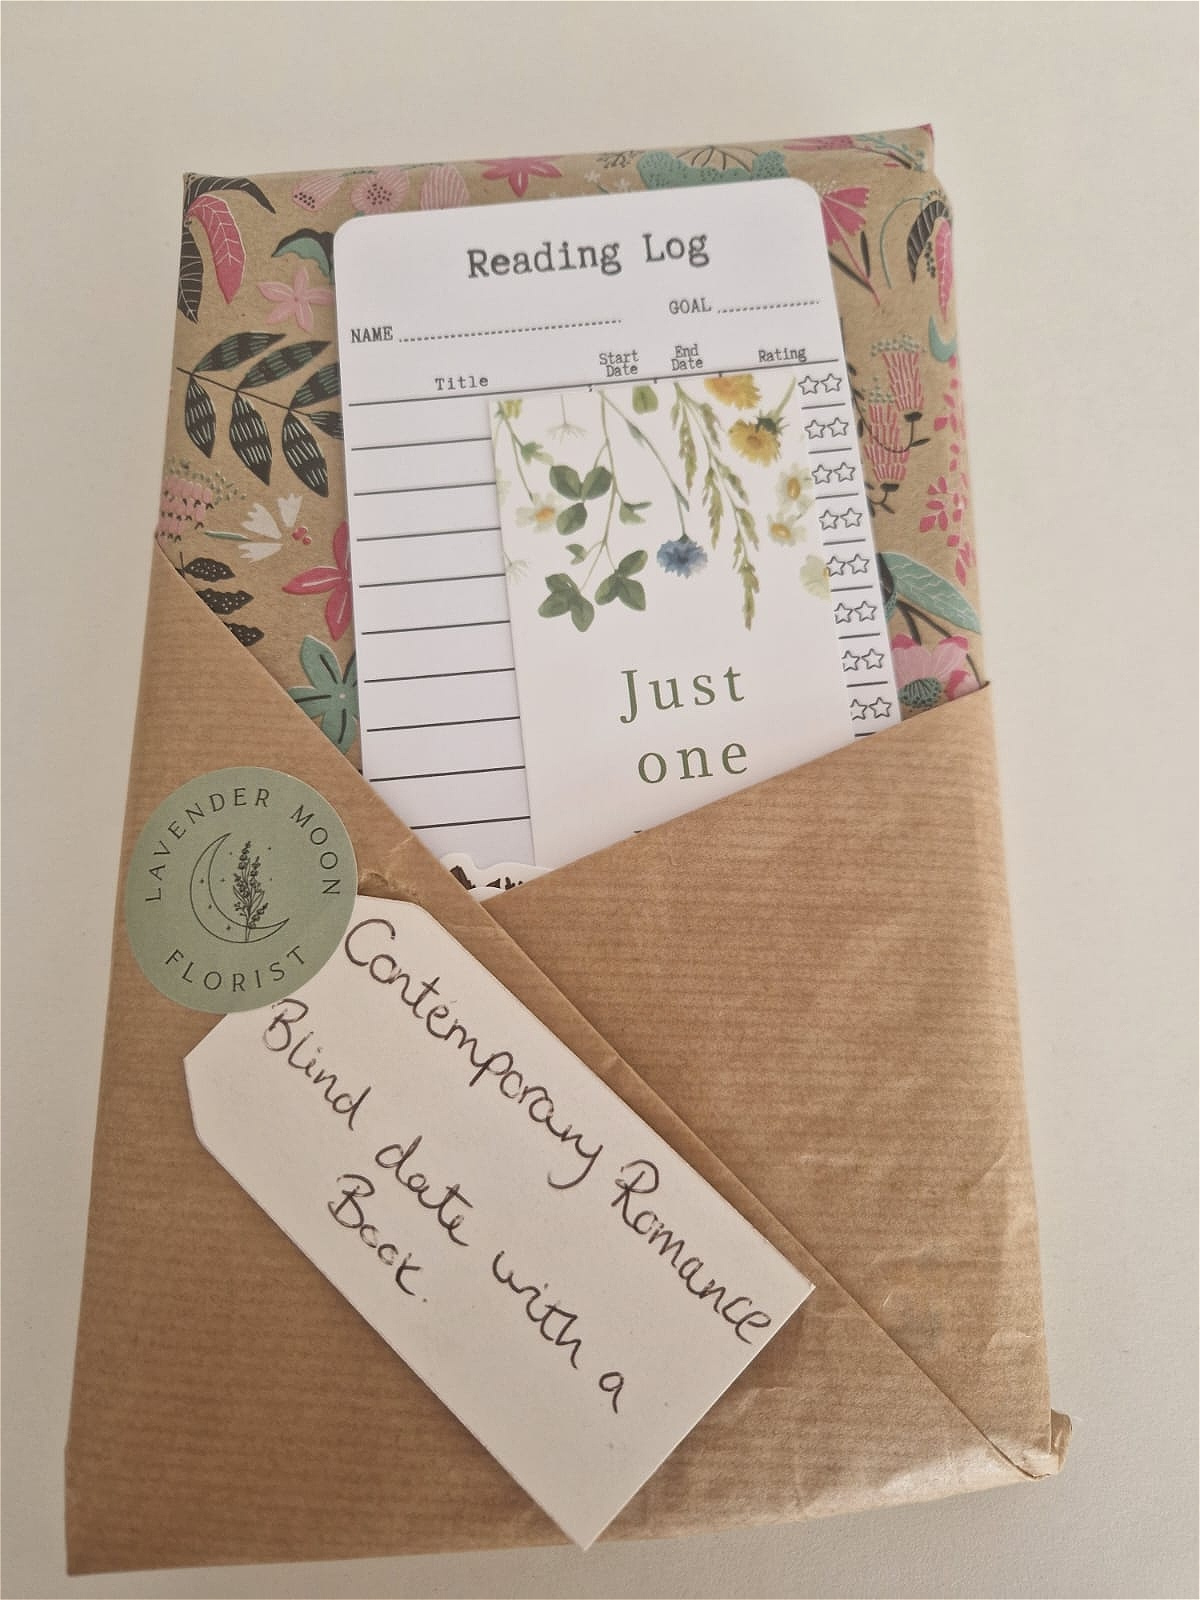 Reading Log
NAME
GOAL
Title
Start
Date
End
Date
Rating
Just
one
LAVENDER MOON
FLORIST
Contemporary Romance
Blind date with a
Book.